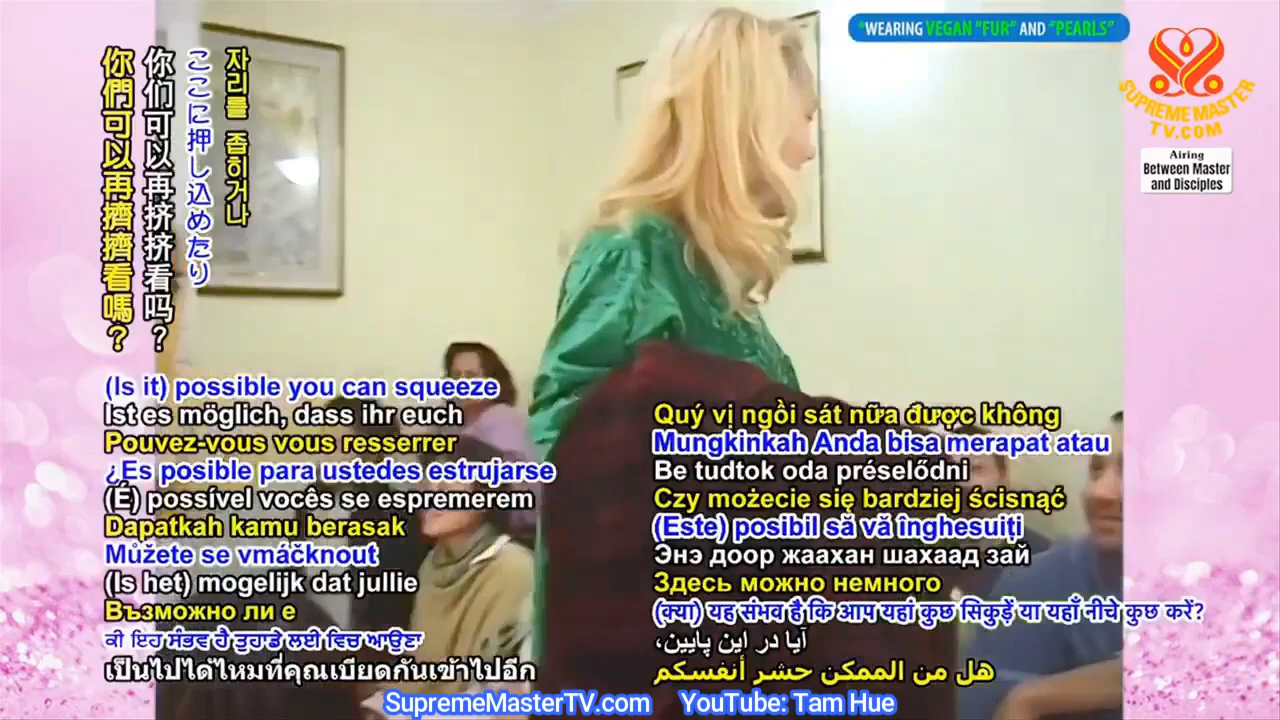 "WEARING VEGAN "FUR" AND "PEARLS"
SUPREME MASTER
TV.COM
Airing
Between Master
and Disciples
자리를 좁히거나
ここに押し込めたり
你们可以再挤挤看吗？
你們可以再擠擠看嗎？
(Is it) possible you can squeeze
Ist es möglich, dass ihr euch
Pouvez-vous vous resserrer
¿Es posible para ustedes estrujarse
(É) possível vocês se espremerem
Dapatkah kamu berasak
Můžete se vmáčknout
(Is het) mogelijk dat jullie
Възможно ли е
ਕੀ ਇਹ ਸੰਭਵ ਹੈ ਤੁਹਾਡੇ ਲਈ ਵਿਚ ਆਉਣਾ
เป็นไปได้ไหมที่คุณเบียดกันเข้าไปอีก
Quý vị ngồi sát nữa được không
Mungkinkah Anda bisa merapat atau
Be tudtok oda préselődni
Czy możecie się bardziej ścisnąć
(Este) posibil să vă înghesuiți
Энэ доор жаахан шахаад зай
Здесь можно немного
(क्या) यह संभव है कि आप यहां कुछ सिकुड़ें या यहाँ नीचे कुछ करें?
آیا در این پایین،
هل من الممكن حشر أنفسكم
SupremeMasterTV.com YouTube: Tam Hue